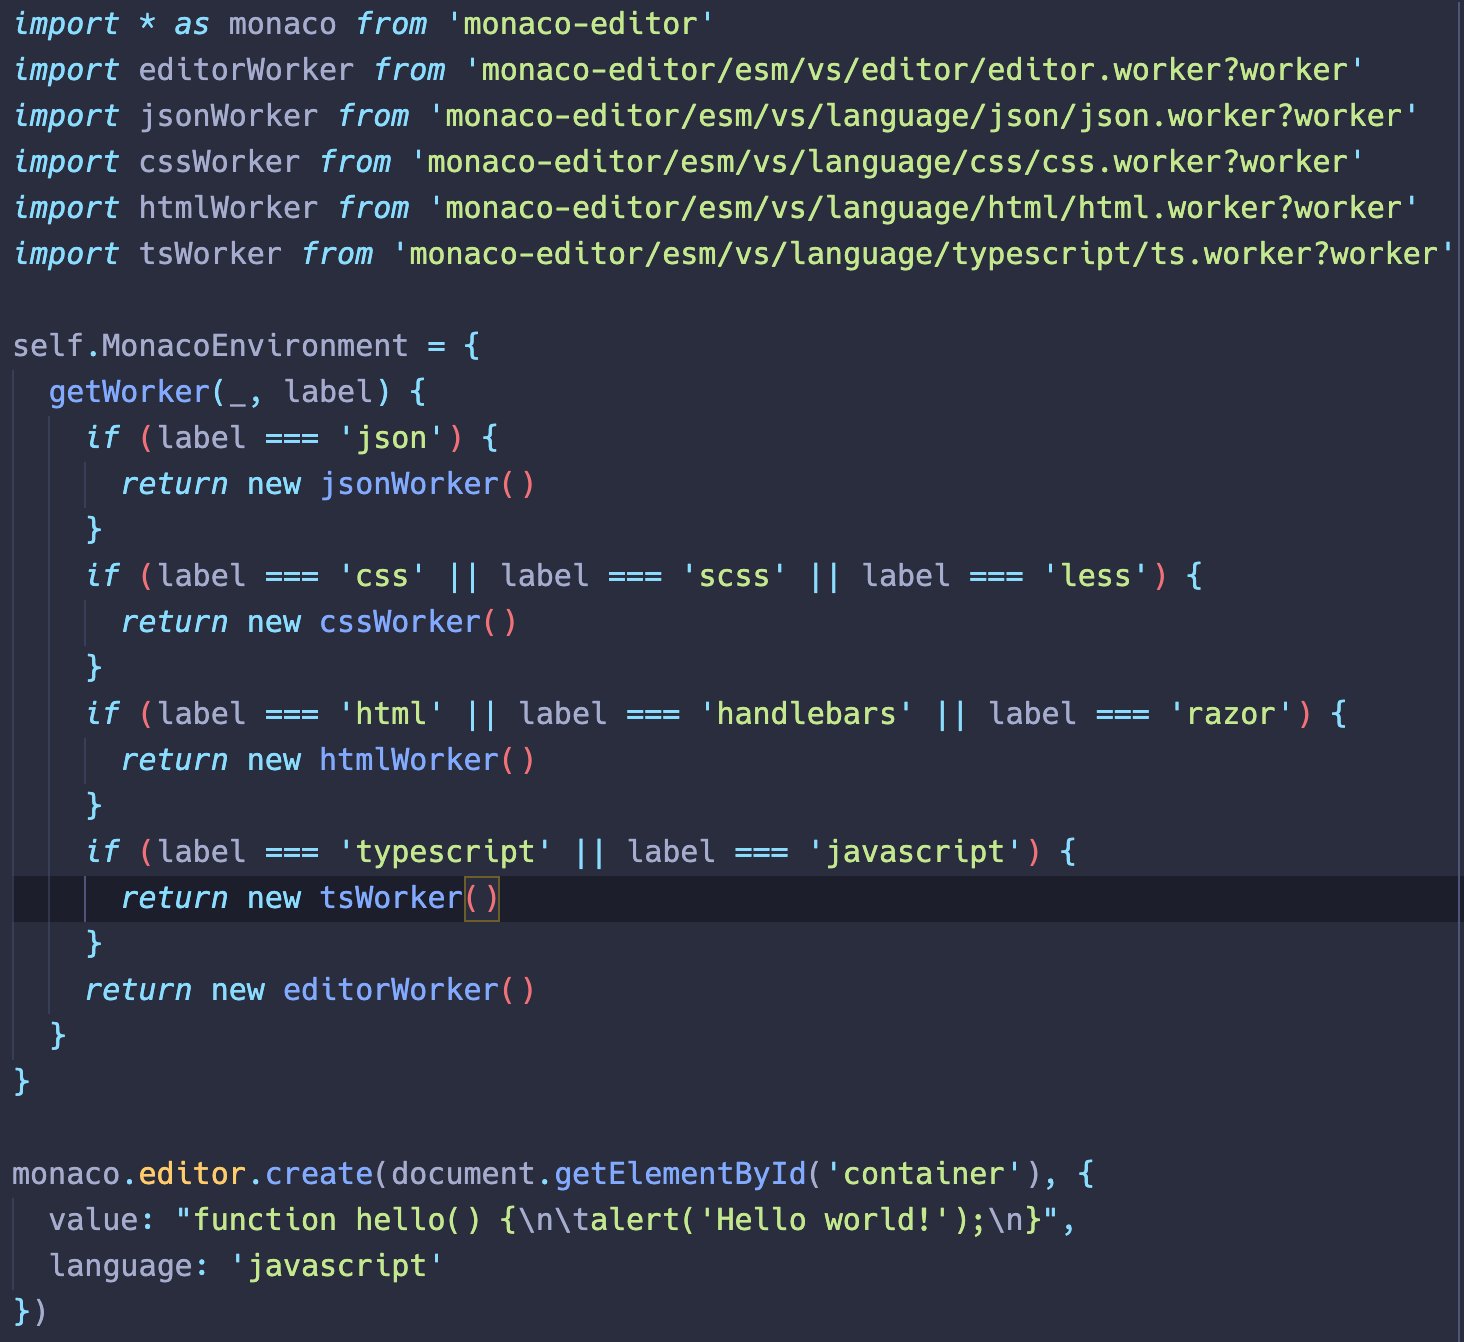 import * as monaco from 'monaco-editor'
import editorWorker from 'monaco-editor/esm/vs/editor/editor.worker?worker'
import jsonWorker from 'monaco-editor/esm/vs/language/json/json.worker?worker'
import cssWorker from 'monaco-editor/esm/vs/language/css/css.worker?worker'
import htmlWorker from 'monaco-editor/esm/vs/language/html/html.worker?worker'
import tsWorker from 'monaco-editor/esm/vs/language/typescript/ts.worker?worker'

self.MonacoEnvironment = {
  getWorker(_, label) {
    if (label === 'json') {
      return new jsonWorker()
    }
    if (label === 'css' || label === 'scss' || label === 'less') {
      return new cssWorker()
    }
    if (label === 'html' || label === 'handlebars' || label === 'razor') {
      return new htmlWorker()
    }
    if (label === 'typescript' || label === 'javascript') {
      return new tsWorker()
    }
    return new editorWorker()
  }
}

monaco.editor.create(document.getElementById('container'), {
  value: "function hello() {\n\talert('Hello world!');\n}",
  language: 'javascript'
})